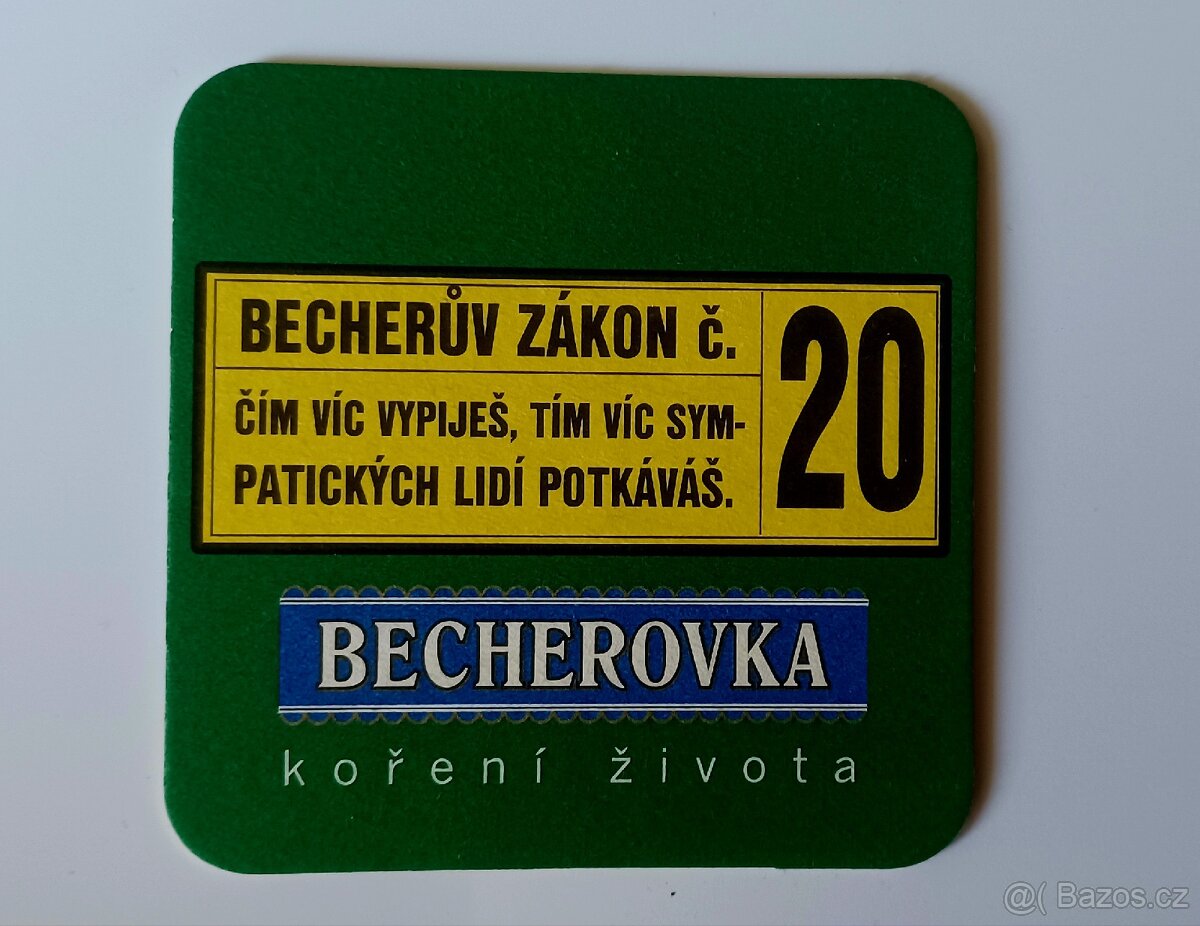 BECHERŮV ZÁKON č. 20
ČÍM VÍC VYPIJEŠ, TÍM VÍC SYM-
PATICKÝCH LIDÍ POTKÁVÁŠ.
BECHEROVKA
koření života
@( Bazos.cz